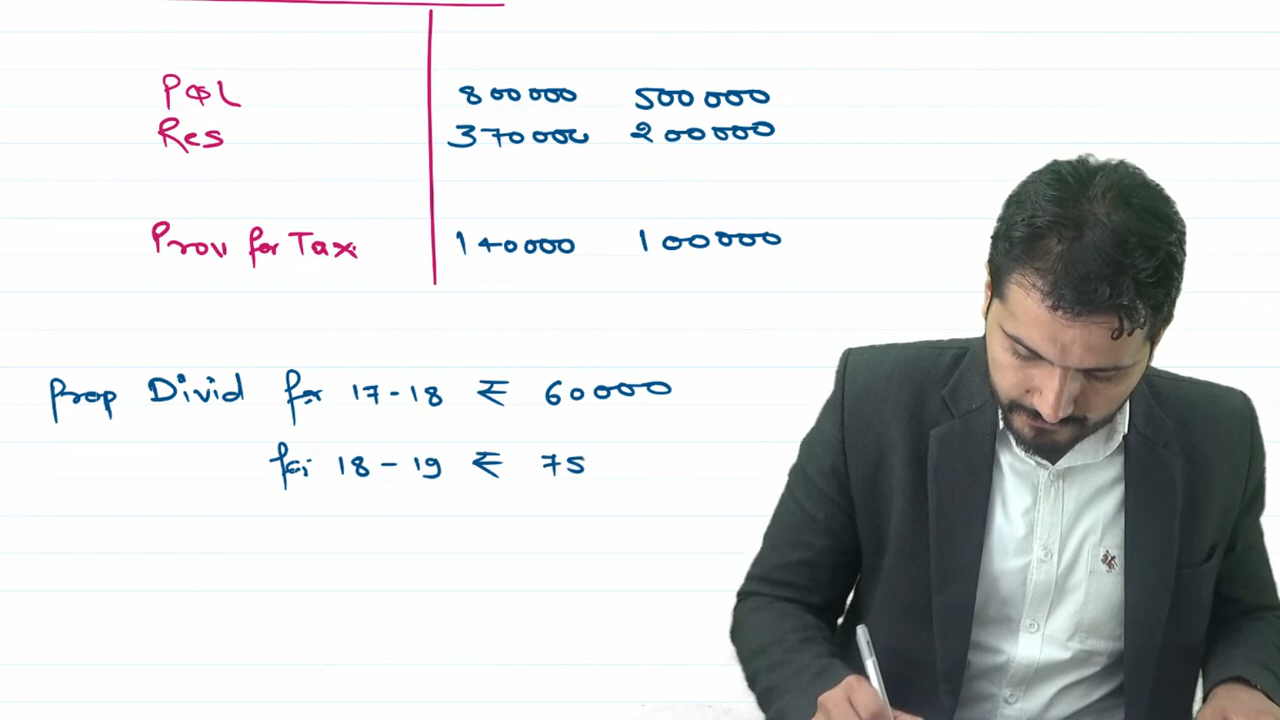 P&L 800000 500000
Res 370000 200000
Prov for Tax 140000 100000
Prop Divid for 17-18 ₹ 60000
for 18-19 ₹ 75